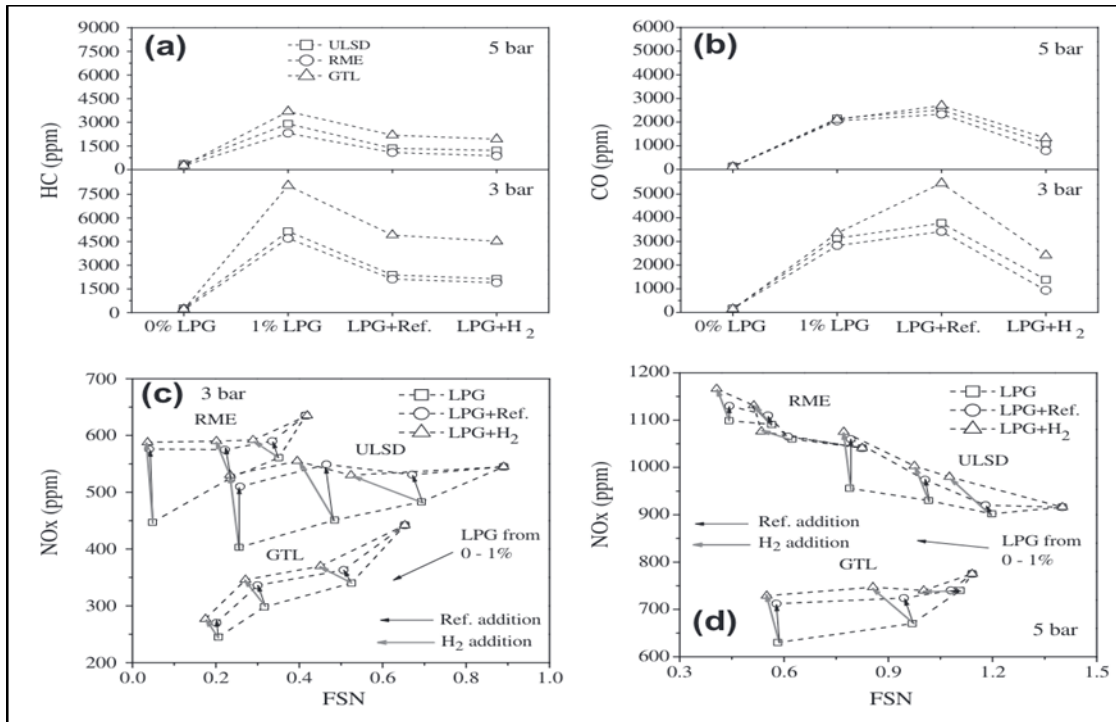 (a)
5 bar
ULSD
RME
GTL
9000
7500
6000
4500
3000
1500
0
3 bar
7500
6000
4500
3000
1500
0
HC (ppm)
0% LPG 1% LPG LPG+Ref. LPG+H2
(b)
5 bar
6000
5000
4000
3000
2000
1000
0
3 bar
5000
4000
3000
2000
1000
0
CO (ppm)
0% LPG 1% LPG LPG+Ref. LPG+H2
(c) 3 bar
LPG
LPG+Ref.
LPG+H2
RME
ULSD
GTL
LPG from
0 - 1%
Ref. addition
H2 addition
700
600
500
400
300
200
NOx (ppm)
0.0 0.2 0.4 0.6 0.8 1.0
FSN
LPG
LPG+Ref.
LPG+H2
RME
ULSD
Ref. addition
H2 addition
LPG from
0 - 1%
GTL
(d)
5 bar
1200
1100
1000
900
800
700
600
NOx (ppm)
0.3 0.6 0.9 1.2 1.5
FSN